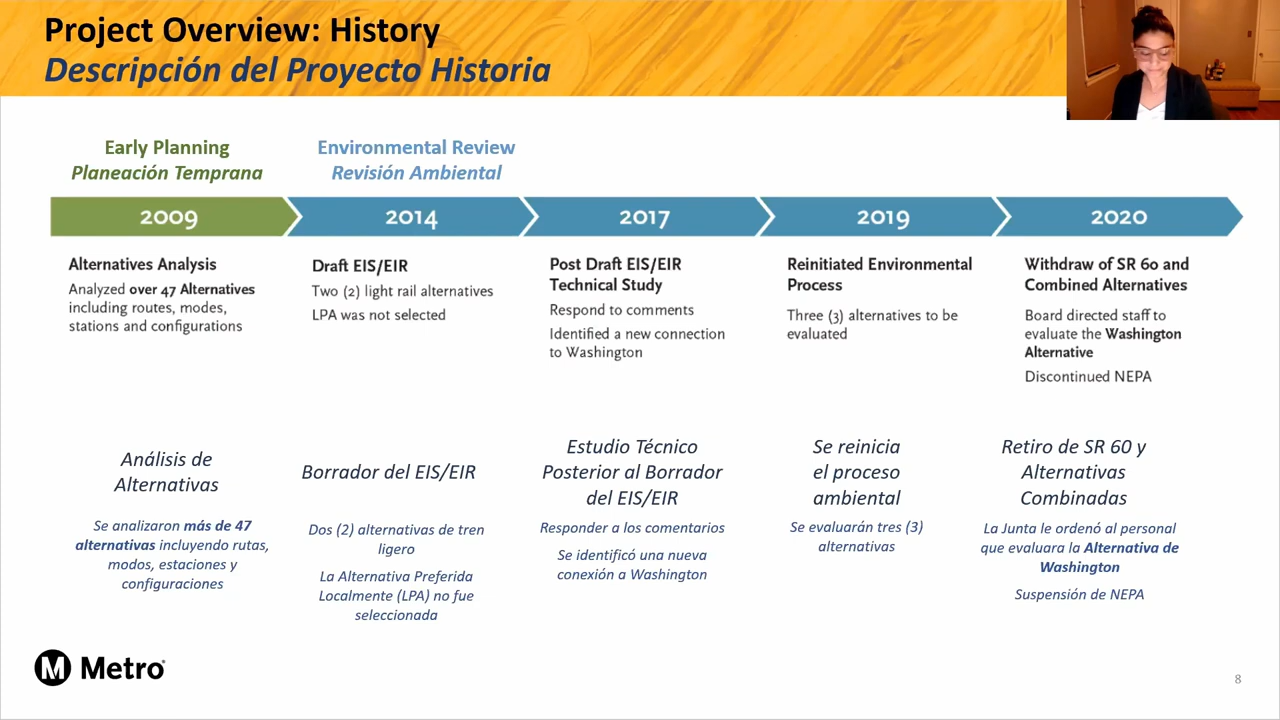 Project Overview: History
Descripción del Proyecto Historia
Early Planning
Planeación Temprana
Environmental Review
Revisión Ambiental
2009
2014
2017
2019
2020
Alternatives Analysis
Analyzed over 47 Alternatives
including routes, modes,
stations and configurations
Draft EIS/EIR
Two (2) light rail alternatives
LPA was not selected
Post Draft EIS/EIR
Technical Study
Respond to comments
Identified a new connection
to Washington
Reinitiated Environmental
Process
Three (3) alternatives to be
evaluated
Withdraw of SR 60 and
Combined Alternatives
Board directed staff to
evaluate the Washington
Alternative
Discontinued NEPA
Análisis de
Alternativas
Se analizaron más de 47
alternativas incluyendo rutas,
modos, estaciones y
configuraciones
Borrador del EIS/EIR
Dos (2) alternativas de tren
ligero
La Alternativa Preferida
Localmente (LPA) no fue
seleccionada
Estudio Técnico
Posterior al Borrador
del EIS/EIR
Responder a los comentarios
Se identificó una nueva
conexión a Washington
Se reinicia
el proceso
ambiental
Se evaluarán tres (3)
alternativas
Retiro de SR 60 y
Alternativas
Combinadas
La Junta le ordenó al personal
que evaluara la Alternativa de
Washington
Suspensión de NEPA
M Metro
8